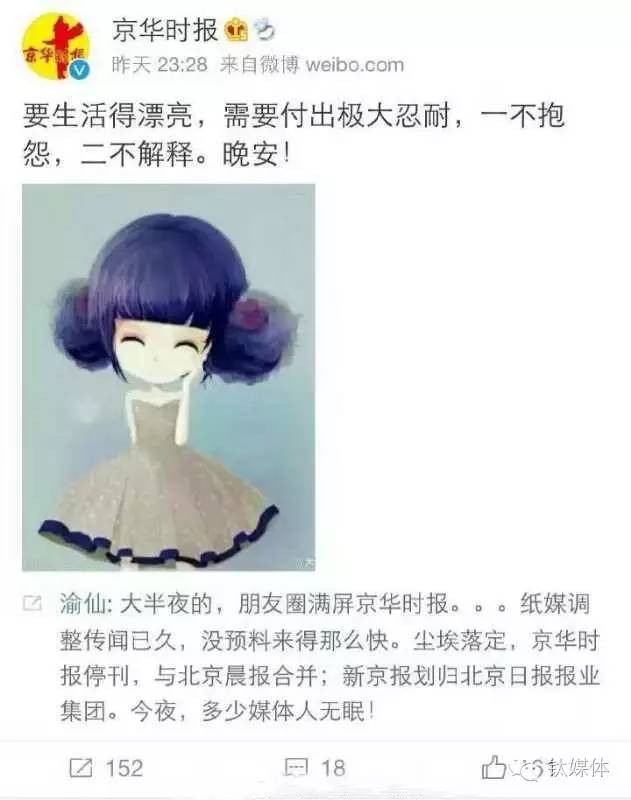 京华时报
京华时报
昨天 23:28 来自微博 weibo.com
要生活得漂亮，需要付出极大忍耐，一不抱
怨，二不解释。晚安！
渝仙: 大半夜的，朋友圈满屏京华时报。。。纸媒调
整传闻已久，没预料来得那么快。尘埃落定，京华时
报停刊，与北京晨报合并；新京报划归北京日报报业
集团。今夜，多少媒体人无眠！
152
18
钛媒体